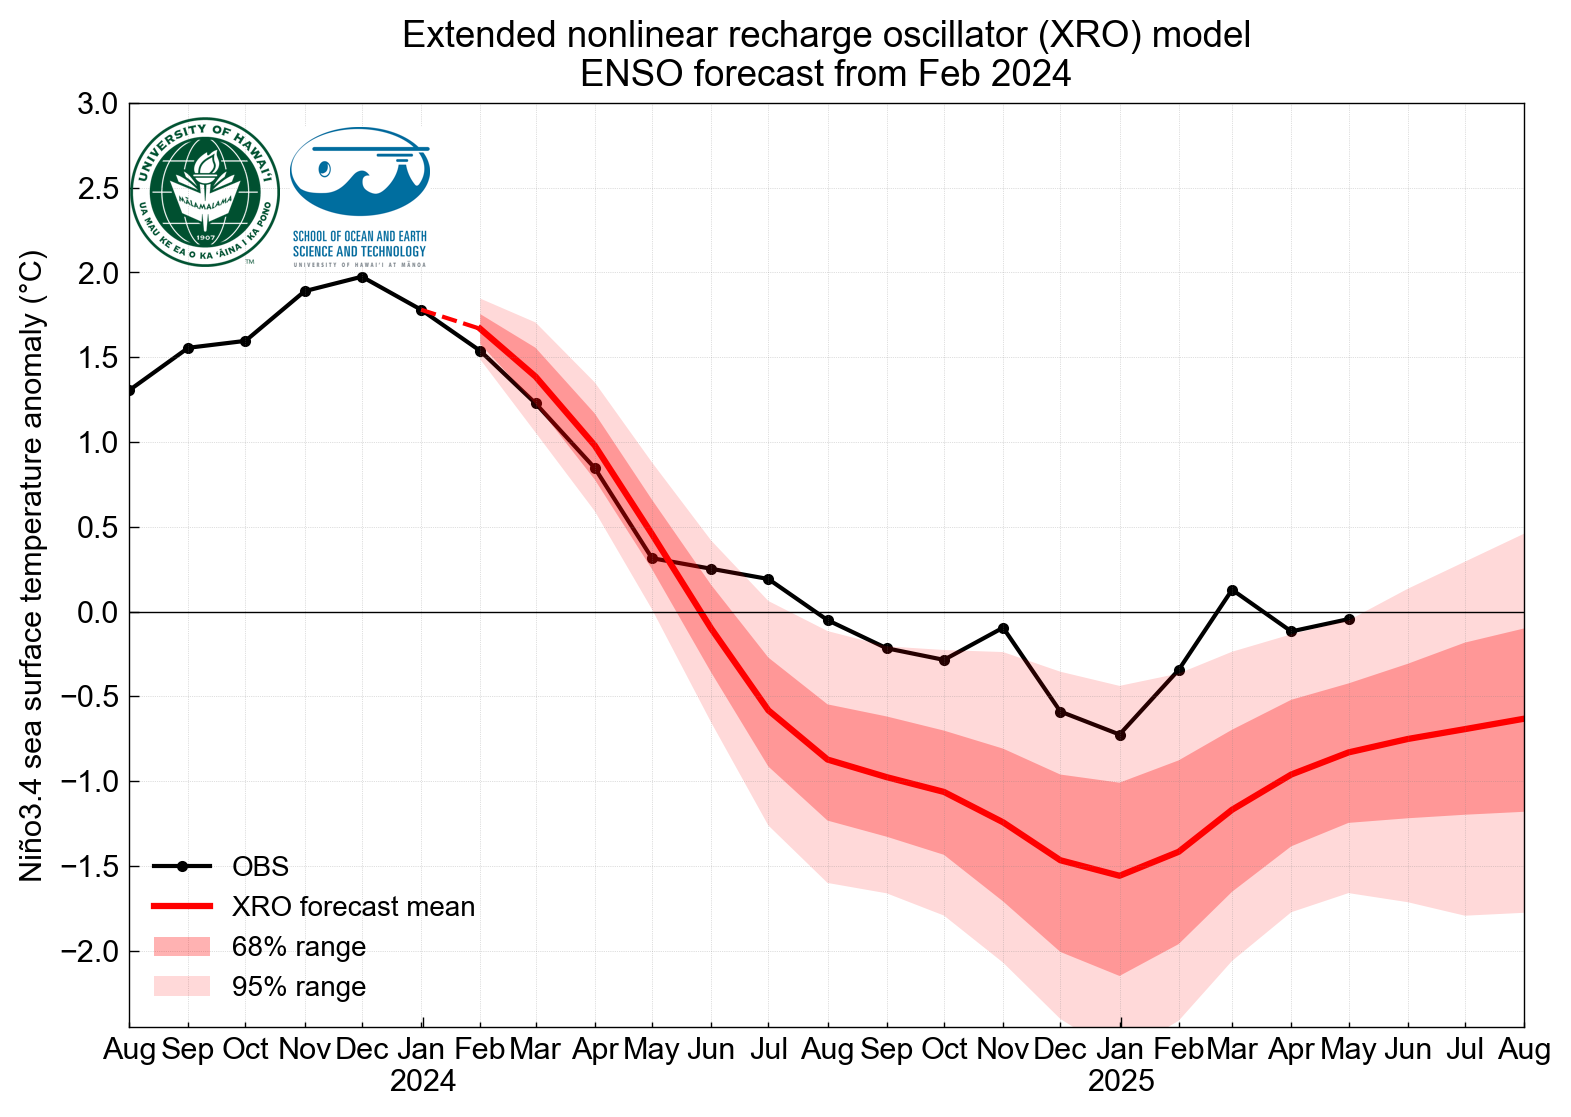 Extended nonlinear recharge oscillator (XRO) model
ENSO forecast from Feb 2024
UNIVERSITY OF HAWAIʻI
MĀLAMALAMA
1907
UA MAU KE EA O KA ʻĀINA I KA PONO
TM
SCHOOL OF OCEAN AND EARTH
SCIENCE AND TECHNOLOGY
UNIVERSITY OF HAWAIʻI AT MĀNOA
Niño3.4 sea surface temperature anomaly (°C)
3.0
2.5
2.0
1.5
1.0
0.5
0.0
−0.5
−1.0
−1.5
−2.0
OBS
XRO forecast mean
68% range
95% range
Aug Sep Oct Nov Dec Jan Feb Mar Apr May Jun Jul Aug Sep Oct Nov Dec Jan Feb Mar Apr May Jun Jul Aug
2024 2025